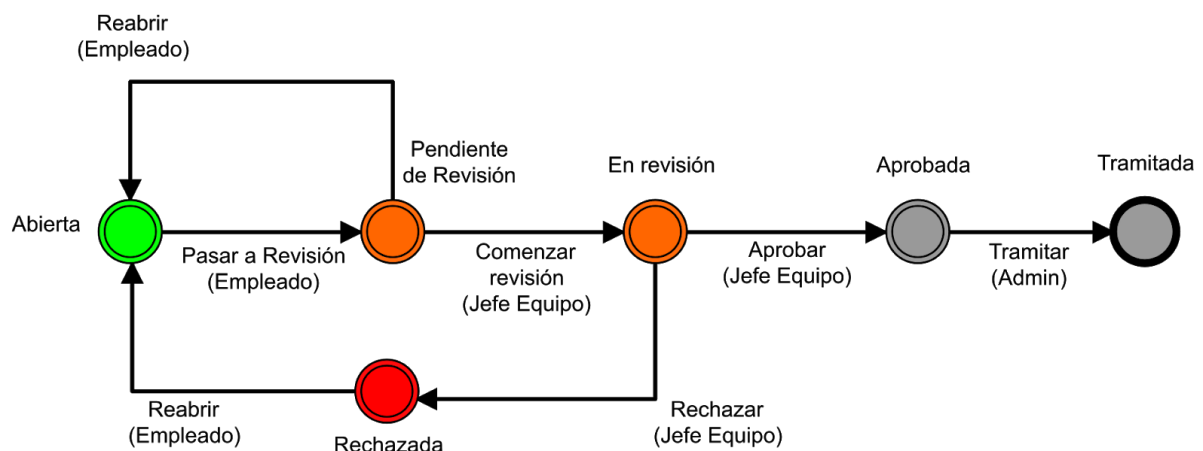 Reabrir
(Empleado)
Pendiente
de Revisión
En revisión
Aprobada
Tramitada
Abierta
Pasar a Revisión
(Empleado)
Comenzar
revisión
(Jefe Equipo)
Aprobar
(Jefe Equipo)
Tramitar
(Admin)
Reabrir
(Empleado)
Rechazada
Rechazar
(Jefe Equipo)